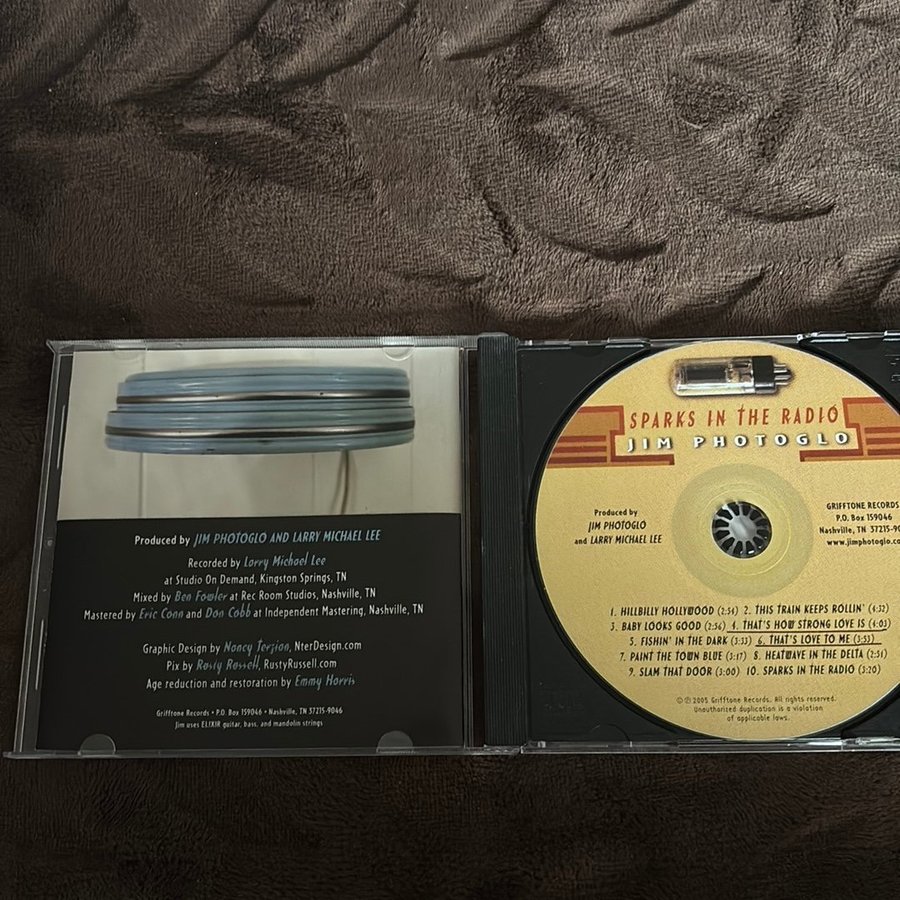 Produced by JIM PHOTOGLO AND LARRY MICHAEL LEE
Recorded by Larry Michael Lee
at Studio On Demand, Kingston Springs, TN
Mixed by Ben Fowler at Rec Room Studios, Nashville, TN
Mastered by Eric Conn and Don Cobb at Independent Mastering, Nashville, TN
Graphic Design by Nancy Terzian, NterDesign.com
Pix by Rusty Russell, RustyRussell.com
Age reduction and restoration by Emmy Harris
Grifftone Records • P.O. Box 159046 • Nashville, TN 37215-9046
Jim uses ELIXIR guitar, bass, and mandolin strings
SPARKS IN THE RADIO
JIM PHOTOGLO
Produced by
JIM PHOTOGLO
and LARRY MICHAEL LEE
GRIFFTONE RECORDS
P.O. Box 159046
Nashville, TN 37215-9
www.jimphotoglo.co
1. HILLBILLY HOLLYWOOD (2:54) 2. THIS TRAIN KEEPS ROLLIN' (4:32)
3. BABY LOOKS GOOD (2:56) 4. THAT'S HOW STRONG LOVE IS (4:03)
5. FISHIN' IN THE DARK (3:33) 6. THAT'S LOVE TO ME (3:53)
7. PAINT THE TOWN BLUE (3:17) 8. HEATWAVE IN THE DELTA (2:51)
9. SLAM THAT DOOR (3:00) 10. SPARKS IN THE RADIO (3:20)
© ℗ 2005 Grifftone Records. All rights reserved.
Unauthorized duplication is a violation
of applicable laws.